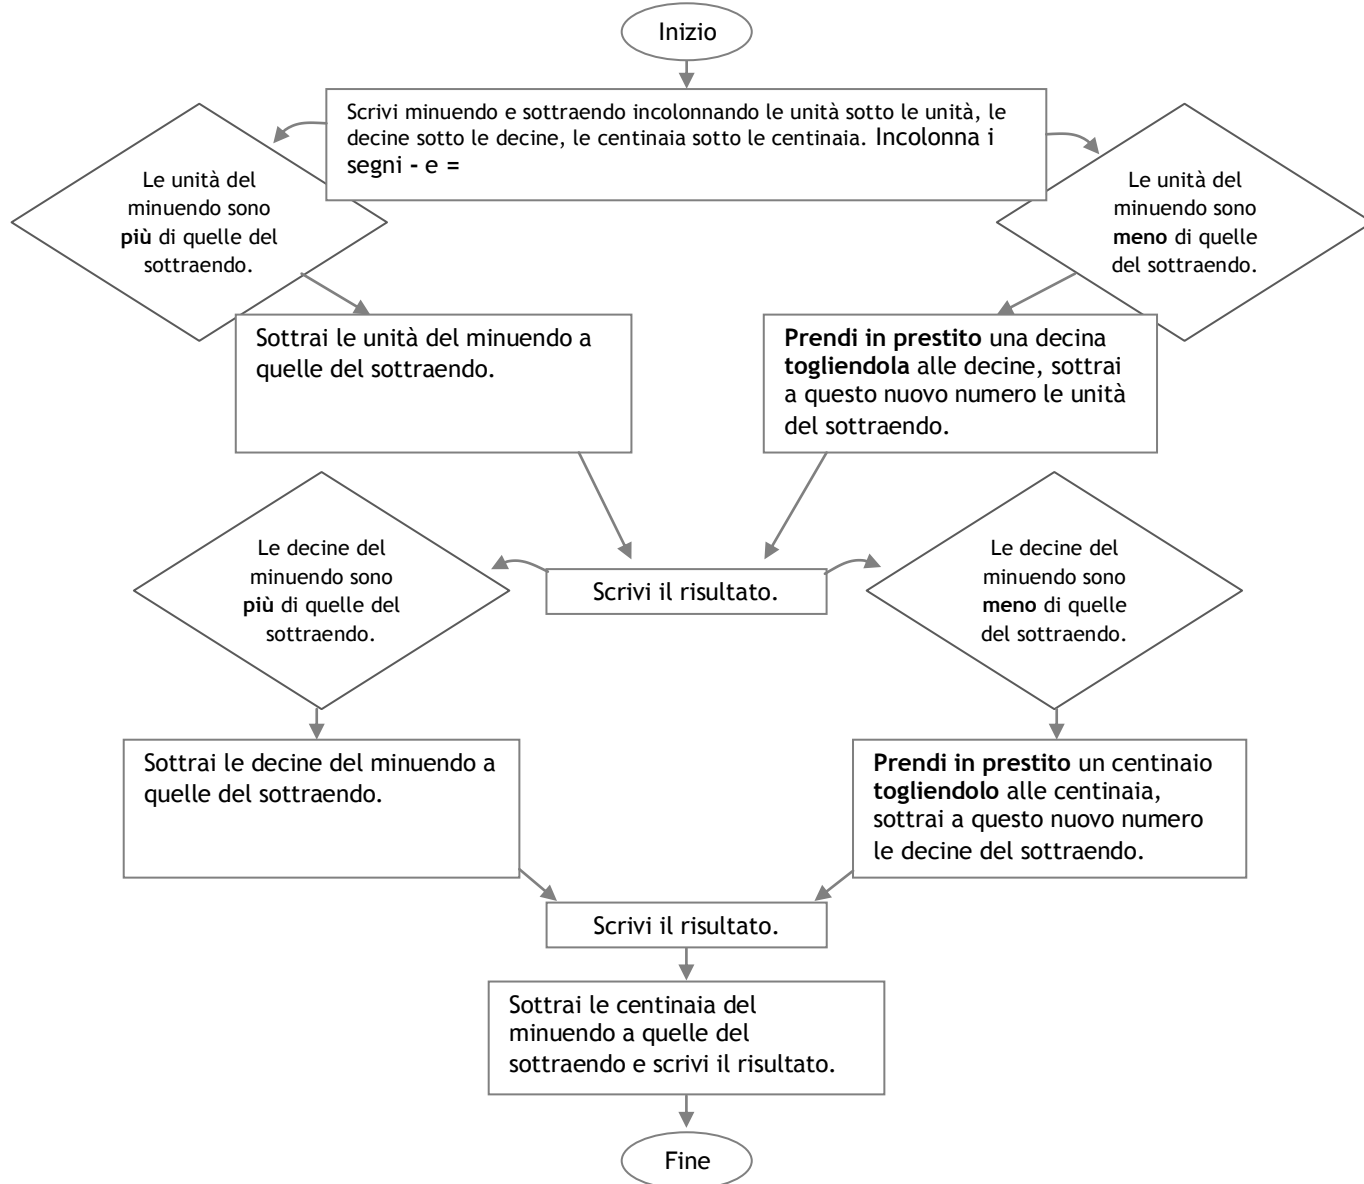 Inizio
Scrivi minuendo e sottraendo incolonnando le unità sotto le unità, le
decine sotto le decine, le centinaia sotto le centinaia. Incolonna i
segni - e =
Le unità del
minuendo sono
più di quelle del
sottraendo.
Le unità del
minuendo sono
meno di quelle
del sottraendo.
Sottrai le unità del minuendo a
quelle del sottraendo.
Prendi in prestito una decina
togliendola alle decine, sottrai
a questo nuovo numero le unità
del sottraendo.
Le decine del
minuendo sono
più di quelle del
sottraendo.
Scrivi il risultato.
Le decine del
minuendo sono
meno di quelle
del sottraendo.
Sottrai le decine del minuendo a
quelle del sottraendo.
Prendi in prestito un centinaio
togliendolo alle centinaia,
sottrai a questo nuovo numero
le decine del sottraendo.
Scrivi il risultato.
Sottrai le centinaia del
minuendo a quelle del
sottraendo e scrivi il risultato.
Fine